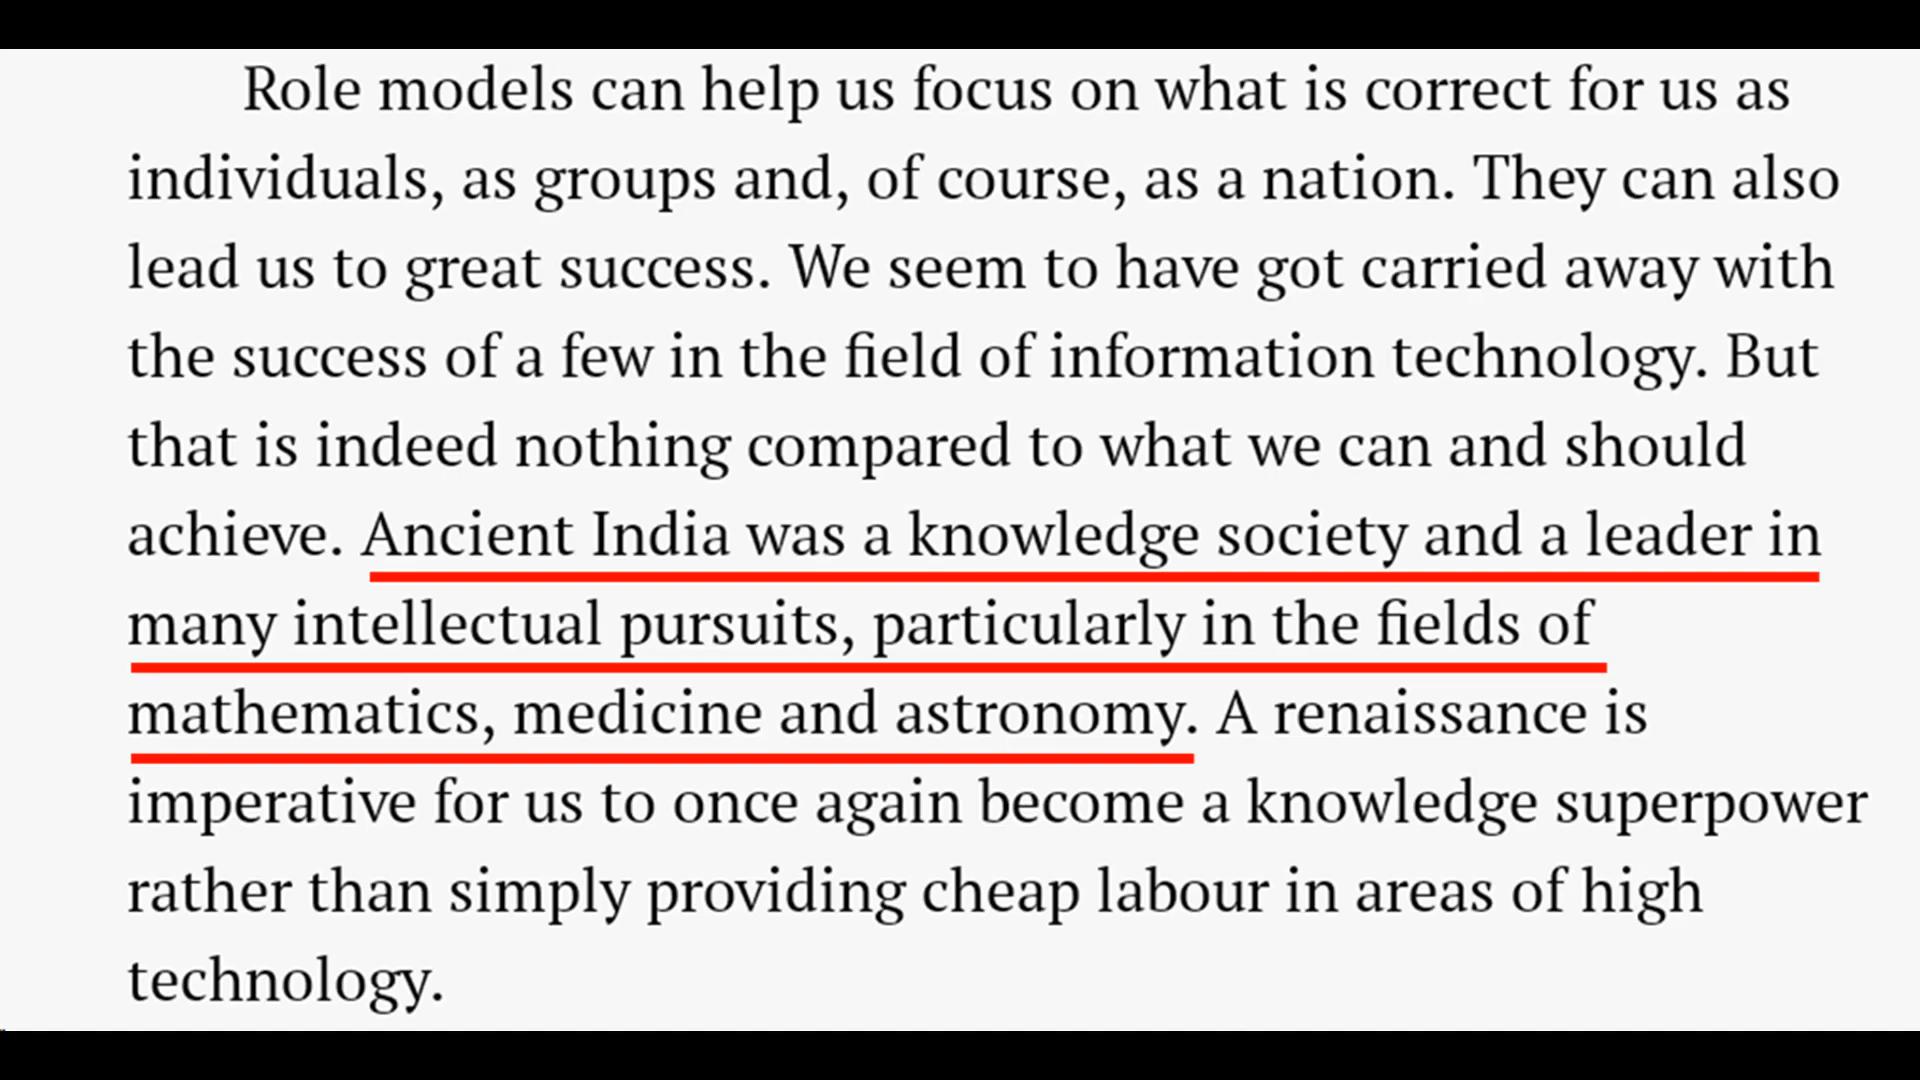 Role models can help us focus on what is correct for us as
individuals, as groups and, of course, as a nation. They can also
lead us to great success. We seem to have got carried away with
the success of a few in the field of information technology. But
that is indeed nothing compared to what we can and should
achieve. Ancient India was a knowledge society and a leader in
many intellectual pursuits, particularly in the fields of
mathematics, medicine and astronomy. A renaissance is
imperative for us to once again become a knowledge superpower
rather than simply providing cheap labour in areas of high
technology.